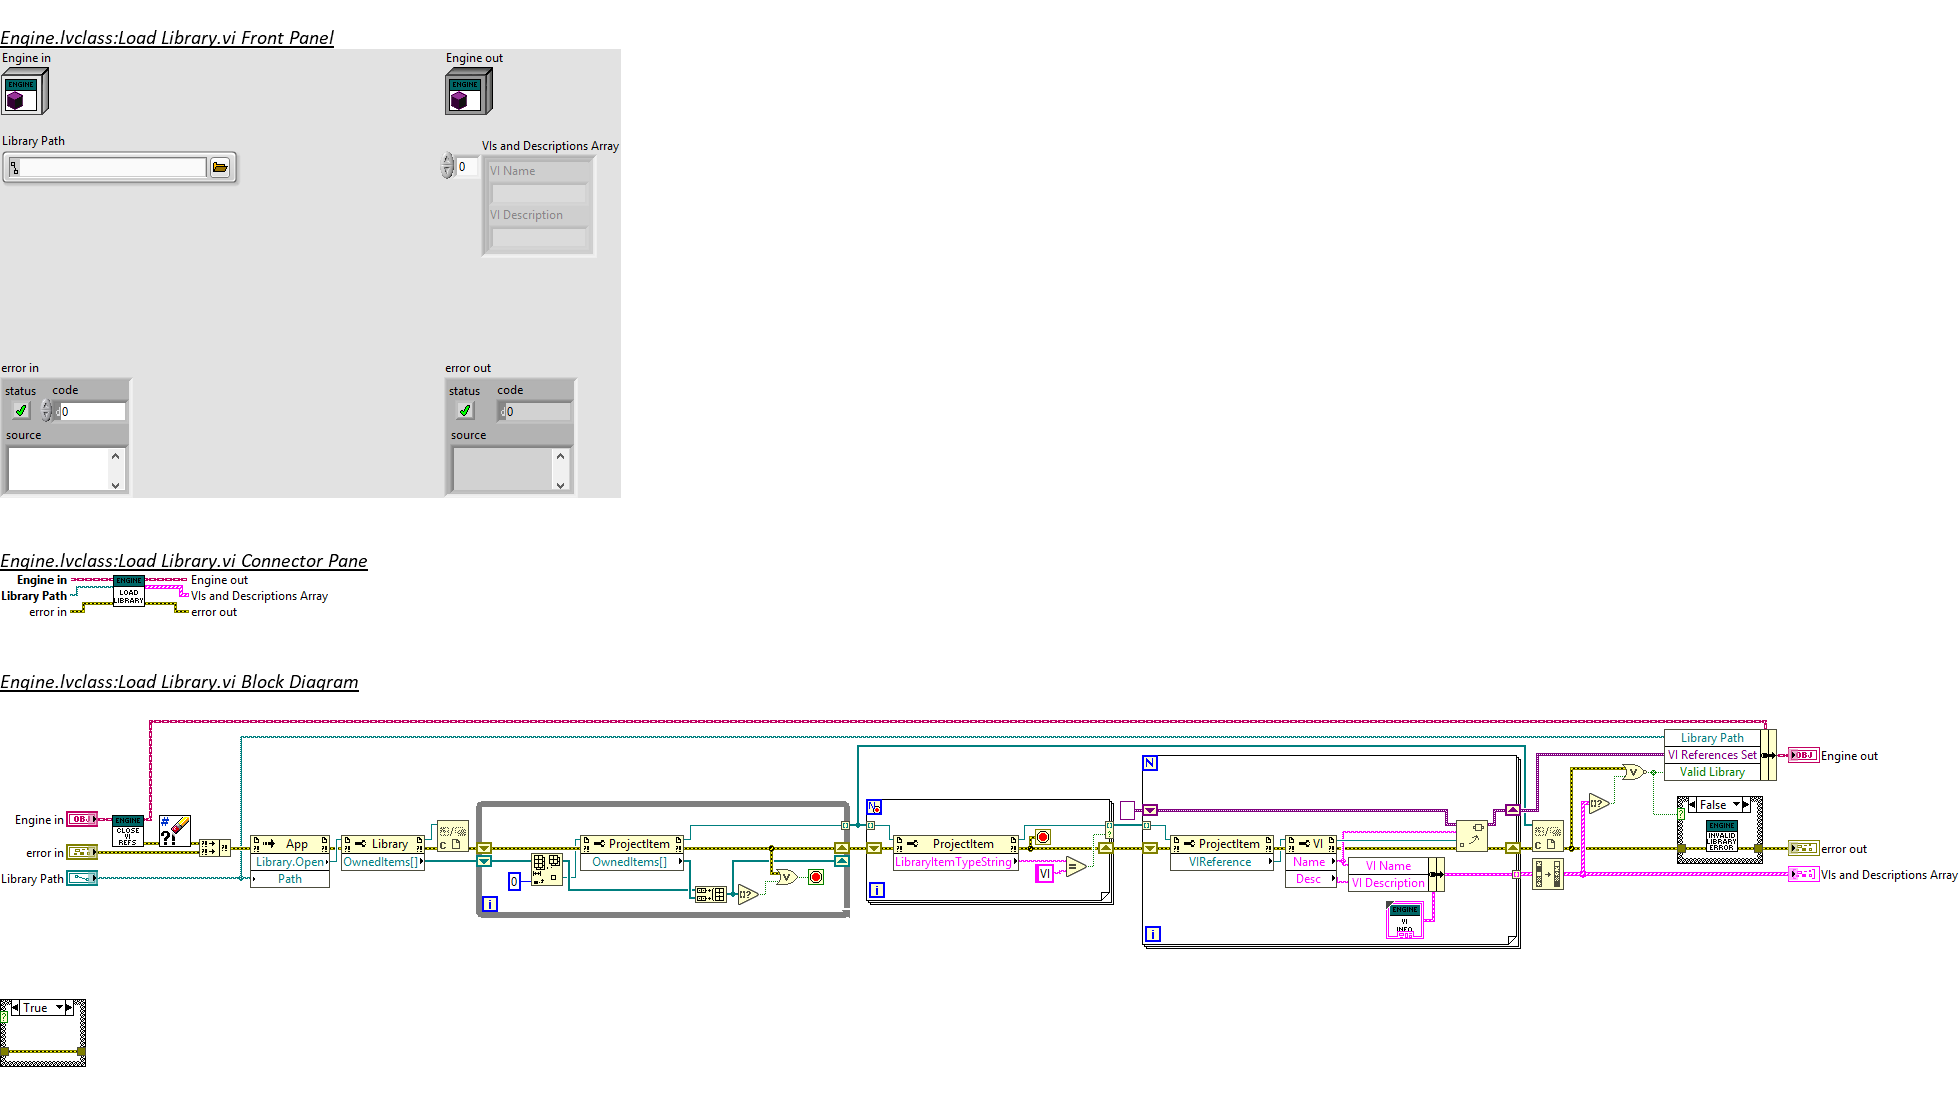 Engine.lvclass:Load Library.vi Front Panel
Engine in
Engine out
ENGINE
ENGINE
Library Path
VIs and Descriptions Array
0
VI Name
VI Description
error in
error out
status code
status code
d 0
d 0
source
source
Engine.lvclass:Load Library.vi Connector Pane
Engine in ENGINE Engine out
Library Path LOAD LIBRARY VIs and Descriptions Array
error in error out
Engine.lvclass:Load Library.vi Block Diagram
Library Path
VI References Set
Valid Library
OBJ Engine out
N
False
N
Engine in OBJ
ENGINE
CLOSE
VI
REFS
# ?!
ENGINE
INVALID
LIBRARY
ERROR
error in
App
Library.Open
Path
Library
OwnedItems[]
ProjectItem
OwnedItems[]
ProjectItem
LibraryItemTypeString
ProjectItem
VIReference
VI
Name
Desc
VI Name
VI Description
error out
Library Path
VIs and Descriptions Array
0
VI
i
i
i
ENGINE
VI
INFO
True